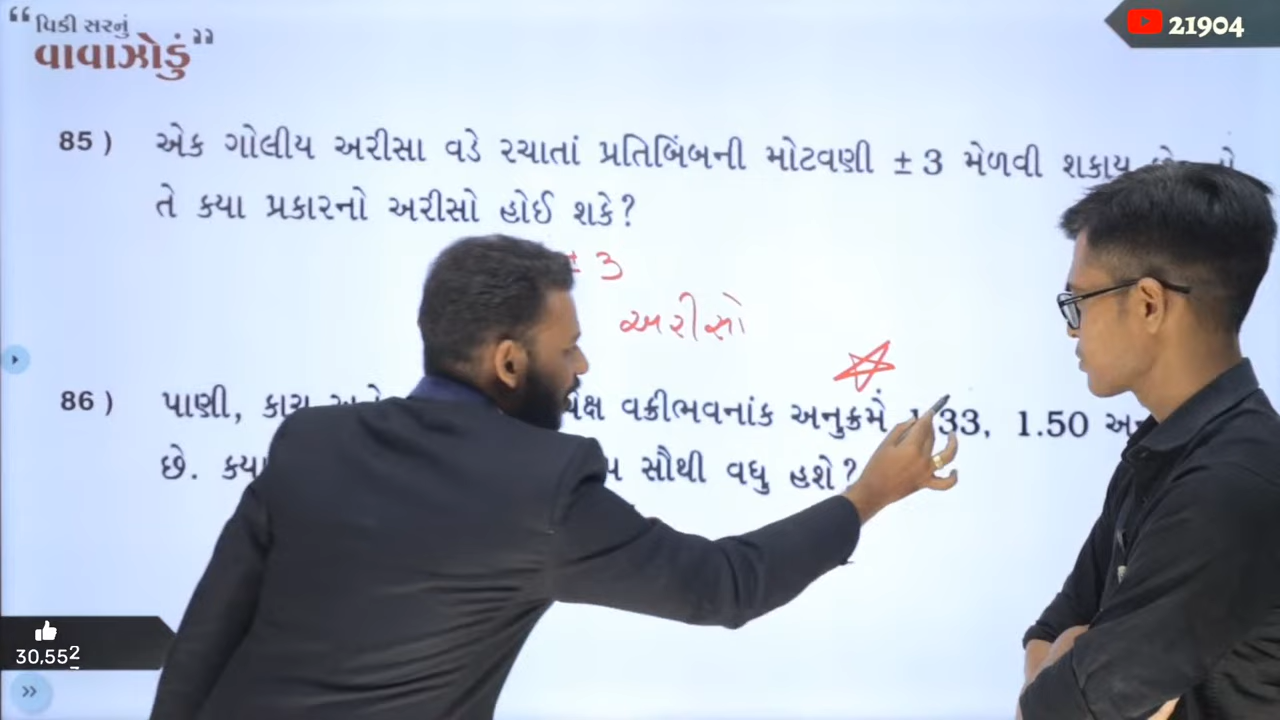 “ વિકી સરનું
વાવાઝોડું ”
21904
85 ) એક ગોલીય અરીસા વડે રચાતાં પ્રતિબિંબની મોટવણી ± 3 મેળવી શકાય
તે ક્યા પ્રકારનો અરીસો હોઈ શકે?
± 3
અરીસો
86 ) પાણી, કાચ વક્રીભવનાંક અનુક્રમે 1.33, 1.50
છે. સૌથી વધુ હશે?
30,552